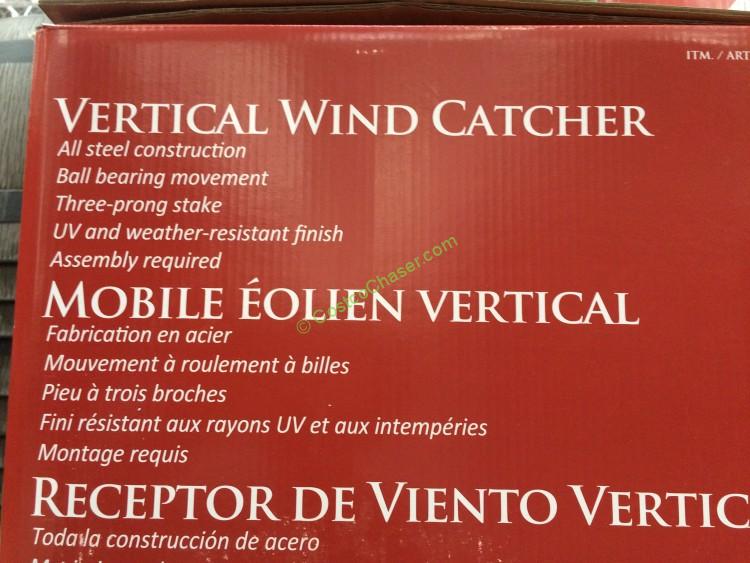 ITM. / ART
VERTICAL WIND CATCHER
All steel construction
Ball bearing movement
Three-prong stake
UV and weather-resistant finish
Assembly required
© CostcoChaser.com
MOBILE ÉOLIEN VERTICAL
Fabrication en acier
Mouvement à roulement à billes
Pieu à trois broches
Fini résistant aux rayons UV et aux intempéries
Montage requis
RECEPTOR DE VIENTO VERTIC
Toda la construcción de acero